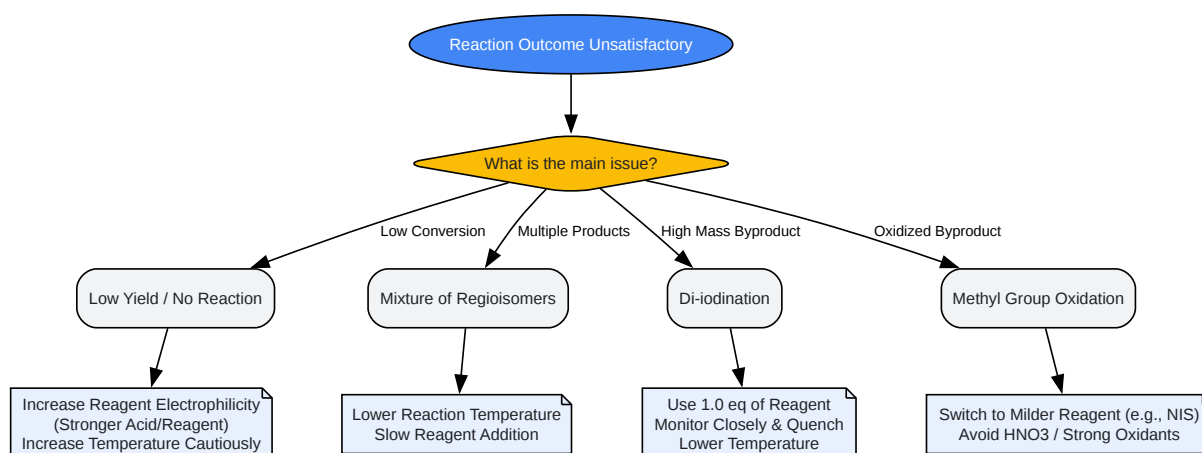 Reaction Outcome Unsatisfactory
What is the main issue?
Low Conversion
Multiple Products
High Mass Byproduct
Oxidized Byproduct
Low Yield / No Reaction
Mixture of Regioisomers
Di-iodination
Methyl Group Oxidation
Increase Reagent Electrophilicity
(Stronger Acid/Reagent)
Increase Temperature Cautiously
Lower Reaction Temperature
Slow Reagent Addition
Use 1.0 eq of Reagent
Monitor Closely & Quench
Lower Temperature
Switch to Milder Reagent (e.g., NIS)
Avoid HNO3 / Strong Oxidants